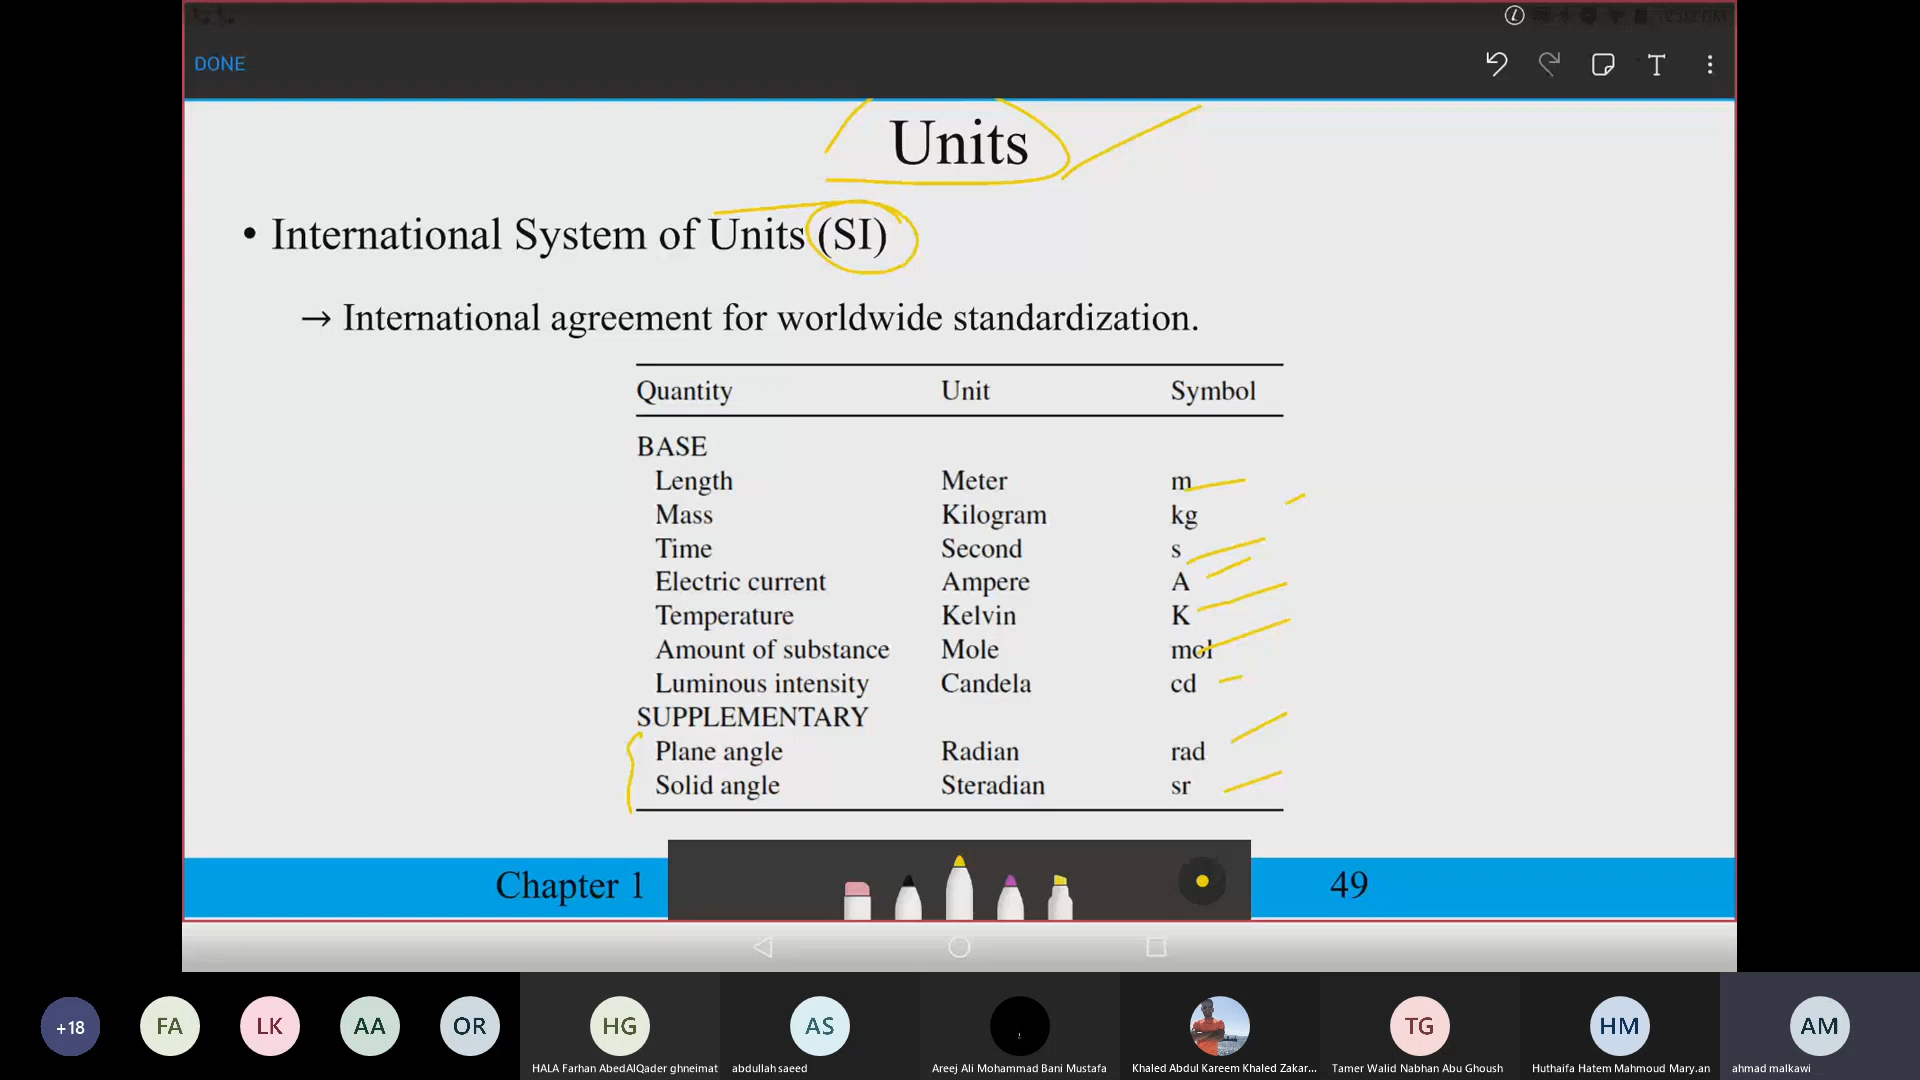 DONE
Units
• International System of Units (SI)
→ International agreement for worldwide standardization.
Quantity Unit Symbol
BASE
Length Meter m
Mass Kilogram kg
Time Second s
Electric current Ampere A
Temperature Kelvin K
Amount of substance Mole mol
Luminous intensity Candela cd
SUPPLEMENTARY
Plane angle Radian rad
Solid angle Steradian sr
Chapter 1 49
+18 FA LK AA OR HG AS TG HM AM
HALA Farhan AbedAlQader ghneimat abdullah saeed Areej Ali Mohammad Bani Mustafa Khaled Abdul Kareem Khaled Zakar... Tamer Walid Nabhan Abu Ghoush Huthaifa Hatem Mahmoud Mary.an ahmad malkawi